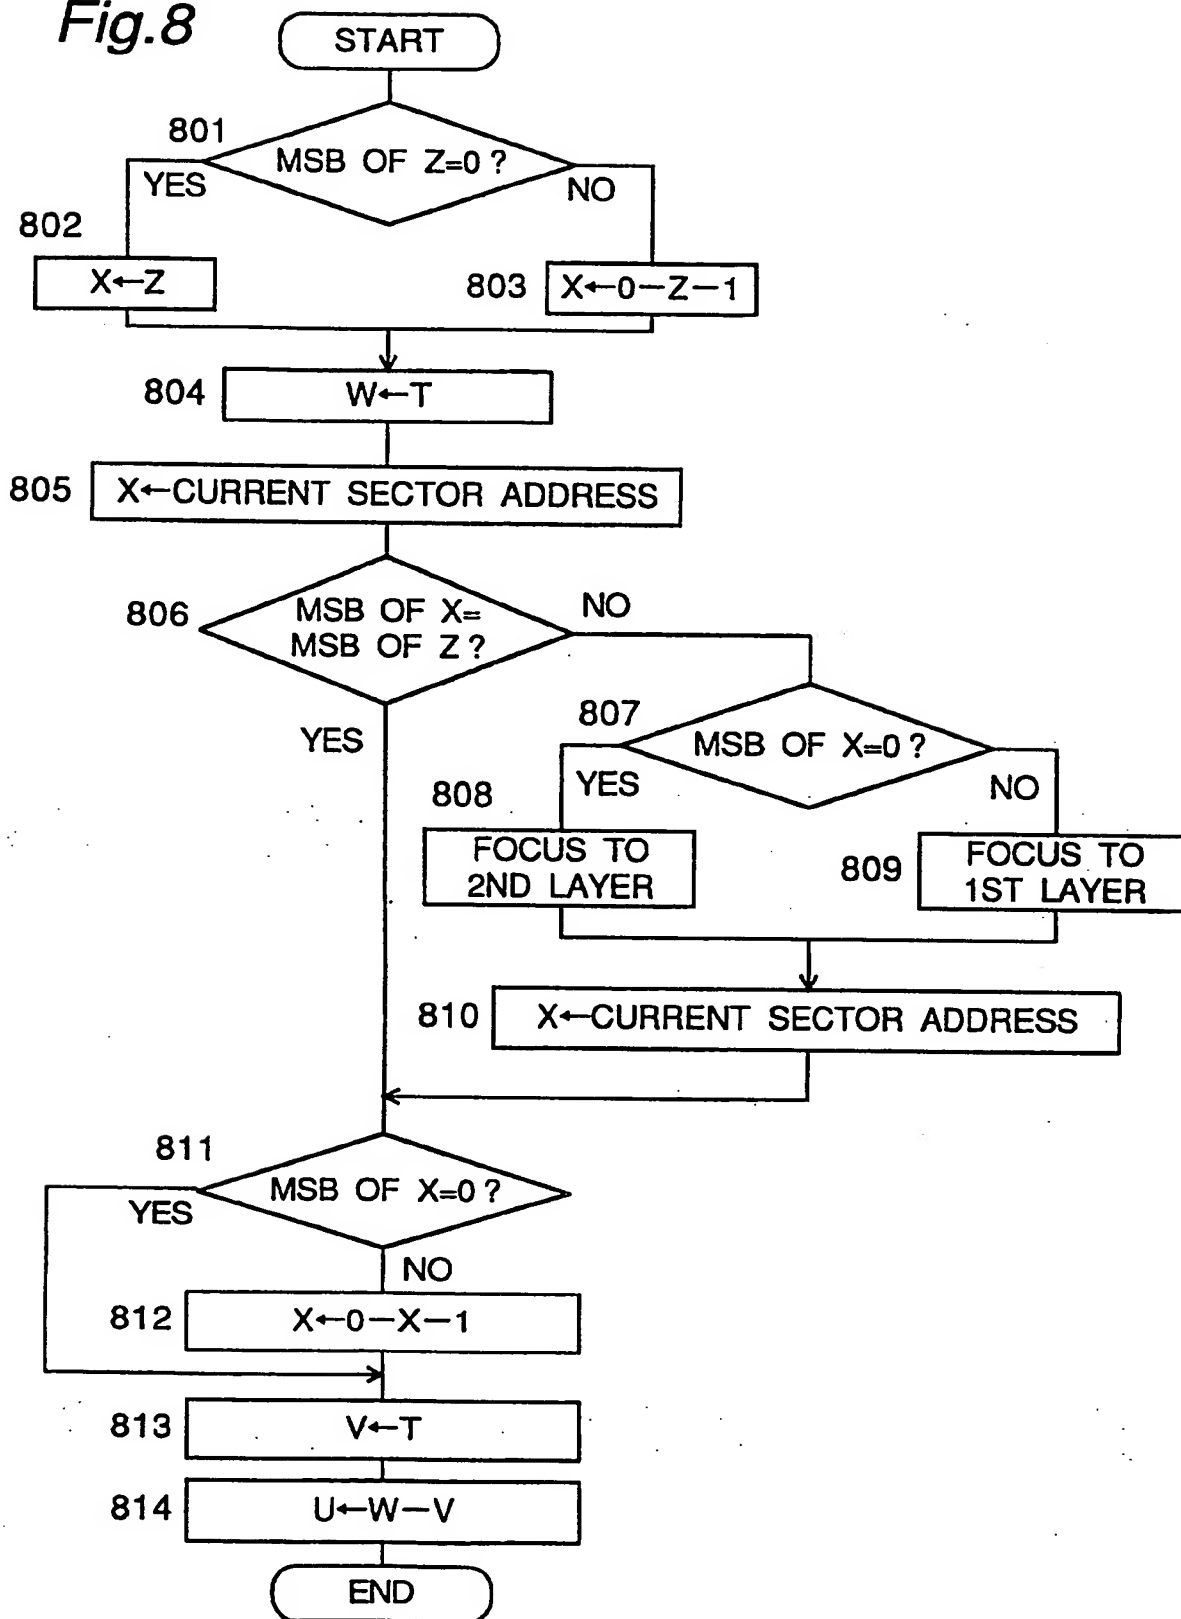 Fig.8
START
801
MSB OF Z=0?
YES
NO
802
X←Z
803
X←0−Z−1
804
W←T
805
X←CURRENT SECTOR ADDRESS
806
MSB OF X=
MSB OF Z?
NO
YES
807
MSB OF X=0?
YES
NO
808
FOCUS TO
2ND LAYER
809
FOCUS TO
1ST LAYER
810
X←CURRENT SECTOR ADDRESS
811
MSB OF X=0?
YES
NO
812
X←0−X−1
813
V←T
814
U←W−V
END